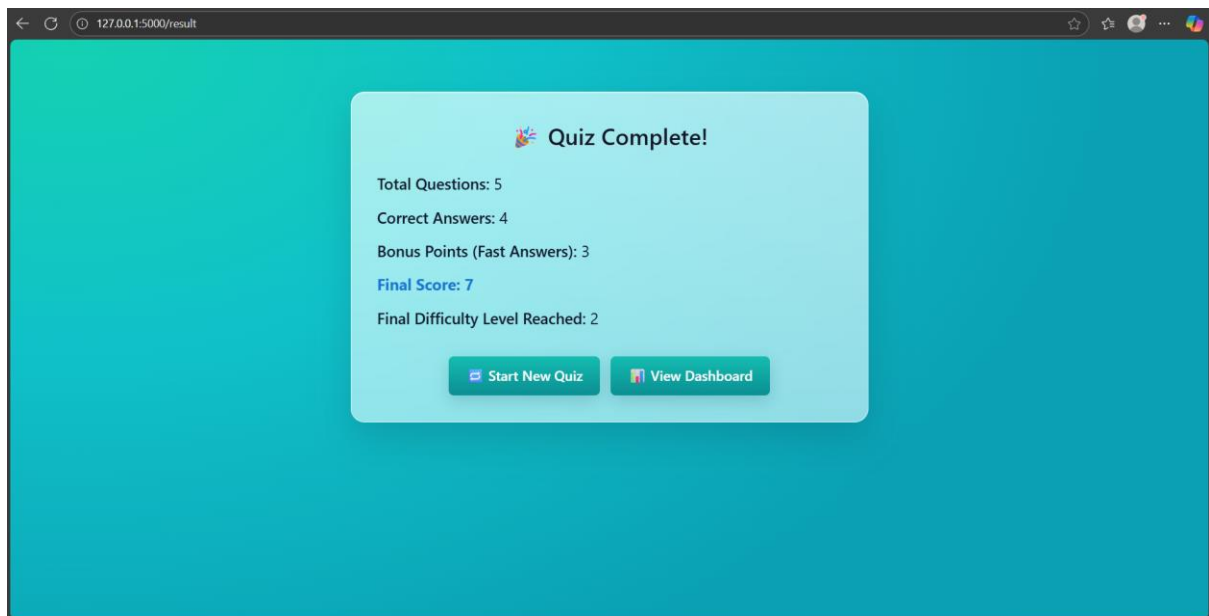 127.0.0.1:5000/result
🎉 Quiz Complete!
Total Questions: 5
Correct Answers: 4
Bonus Points (Fast Answers): 3
Final Score: 7
Final Difficulty Level Reached: 2
🔁 Start New Quiz
📊 View Dashboard